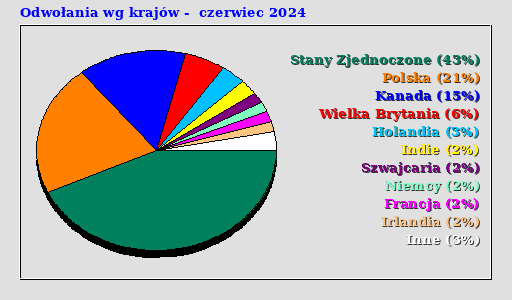 Odwołania wg krajów -  czerwiec 2024
Stany Zjednoczone (43%)
Polska (21%)
Kanada (15%)
Wielka Brytania (6%)
Holandia (3%)
Indie (2%)
Szwajcaria (2%)
Niemcy (2%)
Francja (2%)
Irlandia (2%)
Inne (3%)